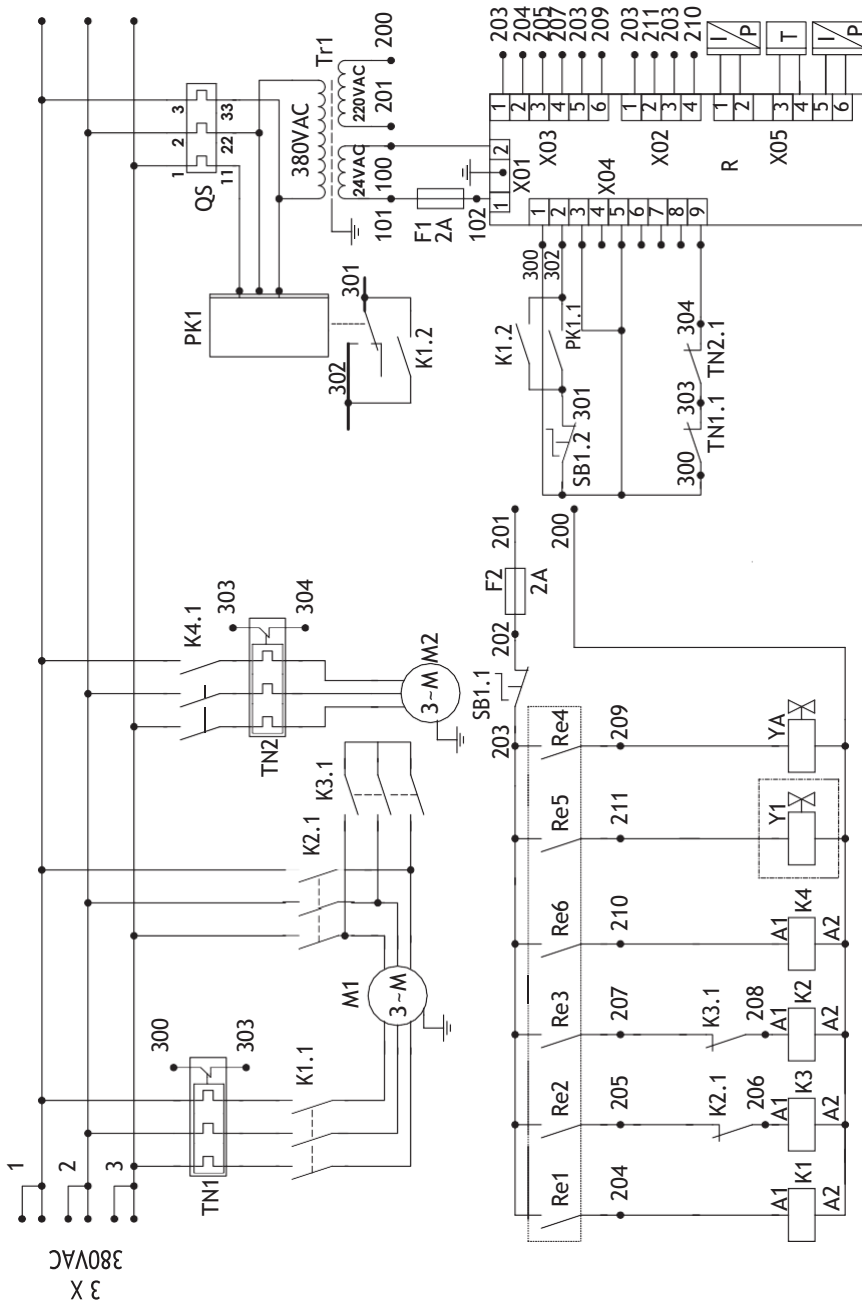 3 X
380VAC
1
2
3
TN1
300
303
K1.1
M1
3~M
K2.1
K3.1
TN2
303
304
K4.1
3~M
M2
PK1
302
301
K1.2
QS
1
2
3
11
22
33
Tr1
380VAC
24VAC
220VAC
101
100
201
200
F1
2A
102
X01
1
2
203
204
205
207
203
209
1
2
3
4
5
6
X03
203
211
203
210
1
2
3
4
X02
R
I
P
T
I
P
1
2
3
4
5
6
X05
X04
1
2
3
4
5
6
7
8
9
300
302
K1.2
PK1.1
SB1.2
301
300
TN1.1
303
TN2.1
304
201
200
F2
2A
202
SB1.1
203
Re1
Re2
Re3
Re6
Re5
Re4
204
205
207
210
211
209
K2.1
206
K3.1
208
A1
K1
A2
A1
K3
A2
A1
K2
A2
A1
K4
A2
Y1
YA